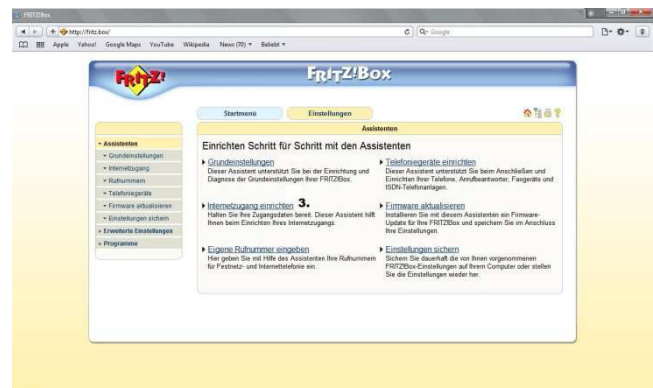 FRITZ!Box
http://fritz.box/
Google
Apple Yahoo! Google Maps YouTube Wikipedia News (70) Beliebt
FRITZ!
FRITZ!Box
Startmenü
Einstellungen
Assistenten
Assistenten
Grundeinstellungen
Internetzugang
Rufnummern
Telefoniegeräte
Firmware aktualisieren
Einstellungen sichern
Erweiterte Einstellungen
Programme
Einrichten Schritt für Schritt mit den Assistenten
Grundeinstellungen
Dieser Assistent unterstützt Sie bei der Einrichtung und
Diagnose der Grundeinstellungen Ihrer FRITZ!Box.
Internetzugang einrichten 3.
Halten Sie Ihre Zugangsdaten bereit. Dieser Assistent hilft
Ihnen beim Einrichten Ihres Internetzugangs.
Eigene Rufnummer eingeben
Hier geben Sie mit Hilfe des Assistenten Ihre Rufnummern
für Festnetz- und Internettelefonie ein.
Telefoniegeräte einrichten
Dieser Assistent unterstützt Sie beim Anschließen und
Einrichten Ihrer Telefone, Anrufbeantworter, Faxgeräte und
ISDN-Telefonanlagen.
Firmware aktualisieren
Installieren Sie mit diesem Assistenten ein Firmware-
Update für Ihre FRITZ!Box und speichern Sie im Anschluss
Ihre Einstellungen.
Einstellungen sichern
Sichern Sie dauerhaft die von Ihnen vorgenommenen
FRITZ!Box-Einstellungen auf Ihrem Computer oder stellen
Sie die Einstellungen wieder her.